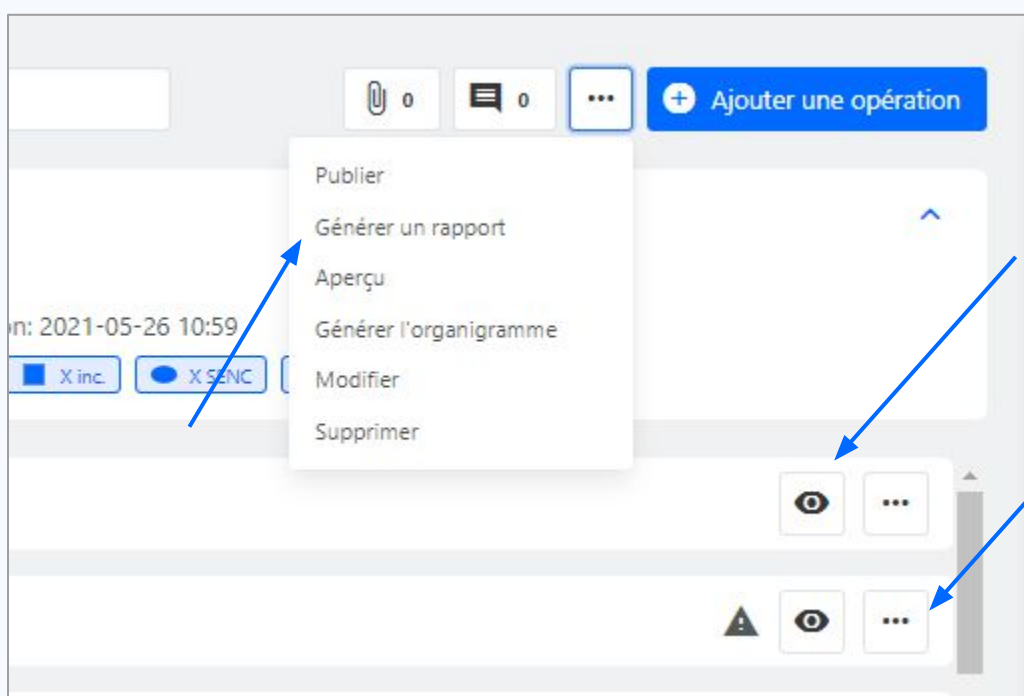 0
0
Ajouter une opération
Publier
Générer un rapport
Aperçu
Générer l'organigramme
Modifier
Supprimer
on: 2021-05-26 10:59
X inc.
X SENC